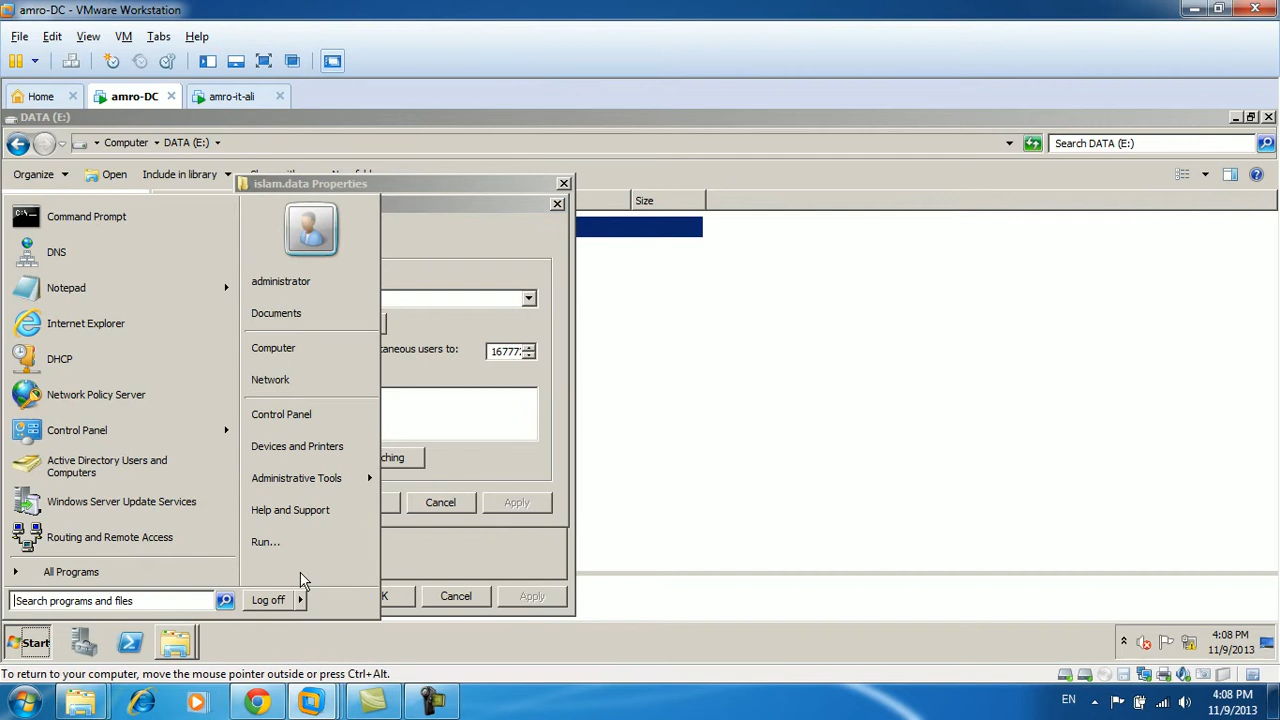 amro-DC - VMware Workstation
File Edit View VM Tabs Help
Home amro-DC amro-it-ali
DATA (E:)
Computer DATA (E:) Search DATA (E:)
Organize Open Include in library
islam.data Properties
Size
Command Prompt
DNS
Notepad
Internet Explorer
DHCP
Network Policy Server
Control Panel
Active Directory Users and
Computers
Windows Server Update Services
Routing and Remote Access
All Programs
Search programs and files
administrator
Documents
Computer
Network
Control Panel
Devices and Printers
Administrative Tools
Help and Support
Run...
Log off
taneous users to:
ching
Cancel Apply
K Cancel Apply
Start
4:08 PM
11/9/2013
To return to your computer, move the mouse pointer outside or press Ctrl+Alt.
EN
4:08 PM
11/9/2013